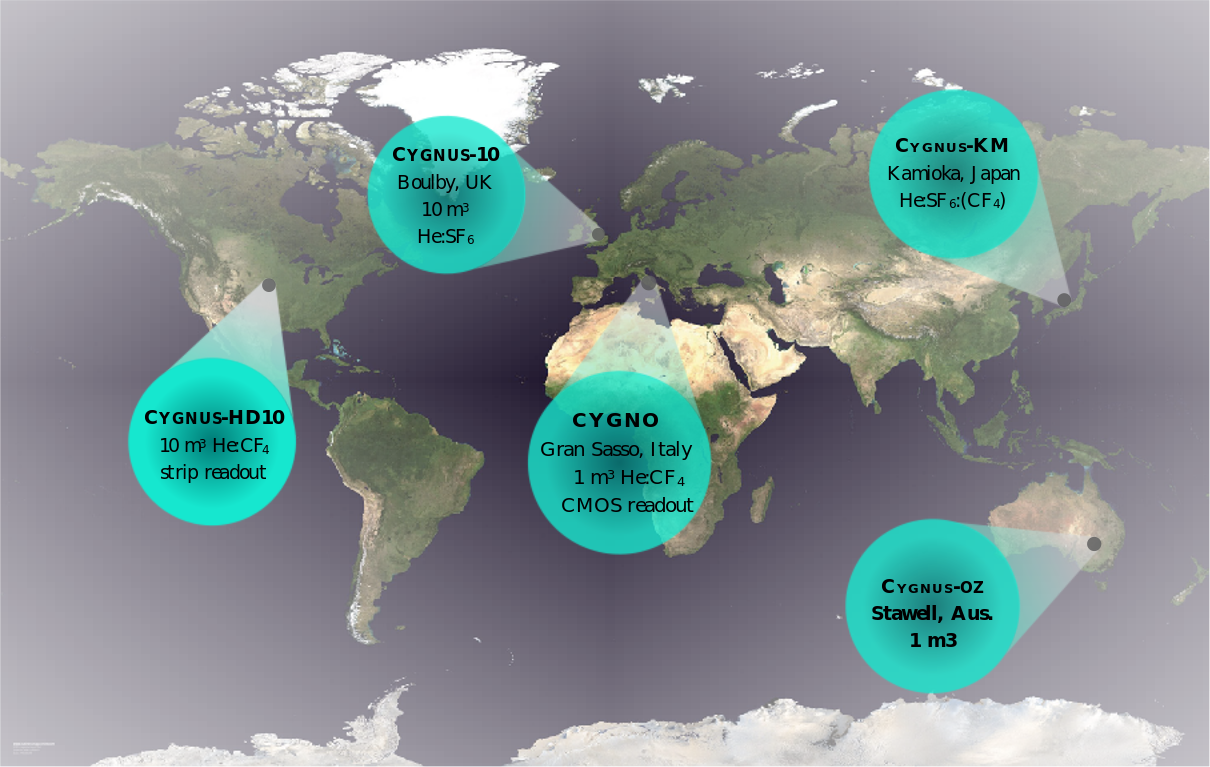 CYGNUS-10
Boulby, UK
10 m³
He:SF₆
CYGNUS-KM
Kamioka, Japan
He:SF₆:(CF₄)
CYGNUS-HD10
10 m³ He:CF₄
strip readout
CYGNO
Gran Sasso, Italy
1 m³ He:CF₄
CMOS readout
CYGNUS-OZ
Stawell, Aus.
1 m3